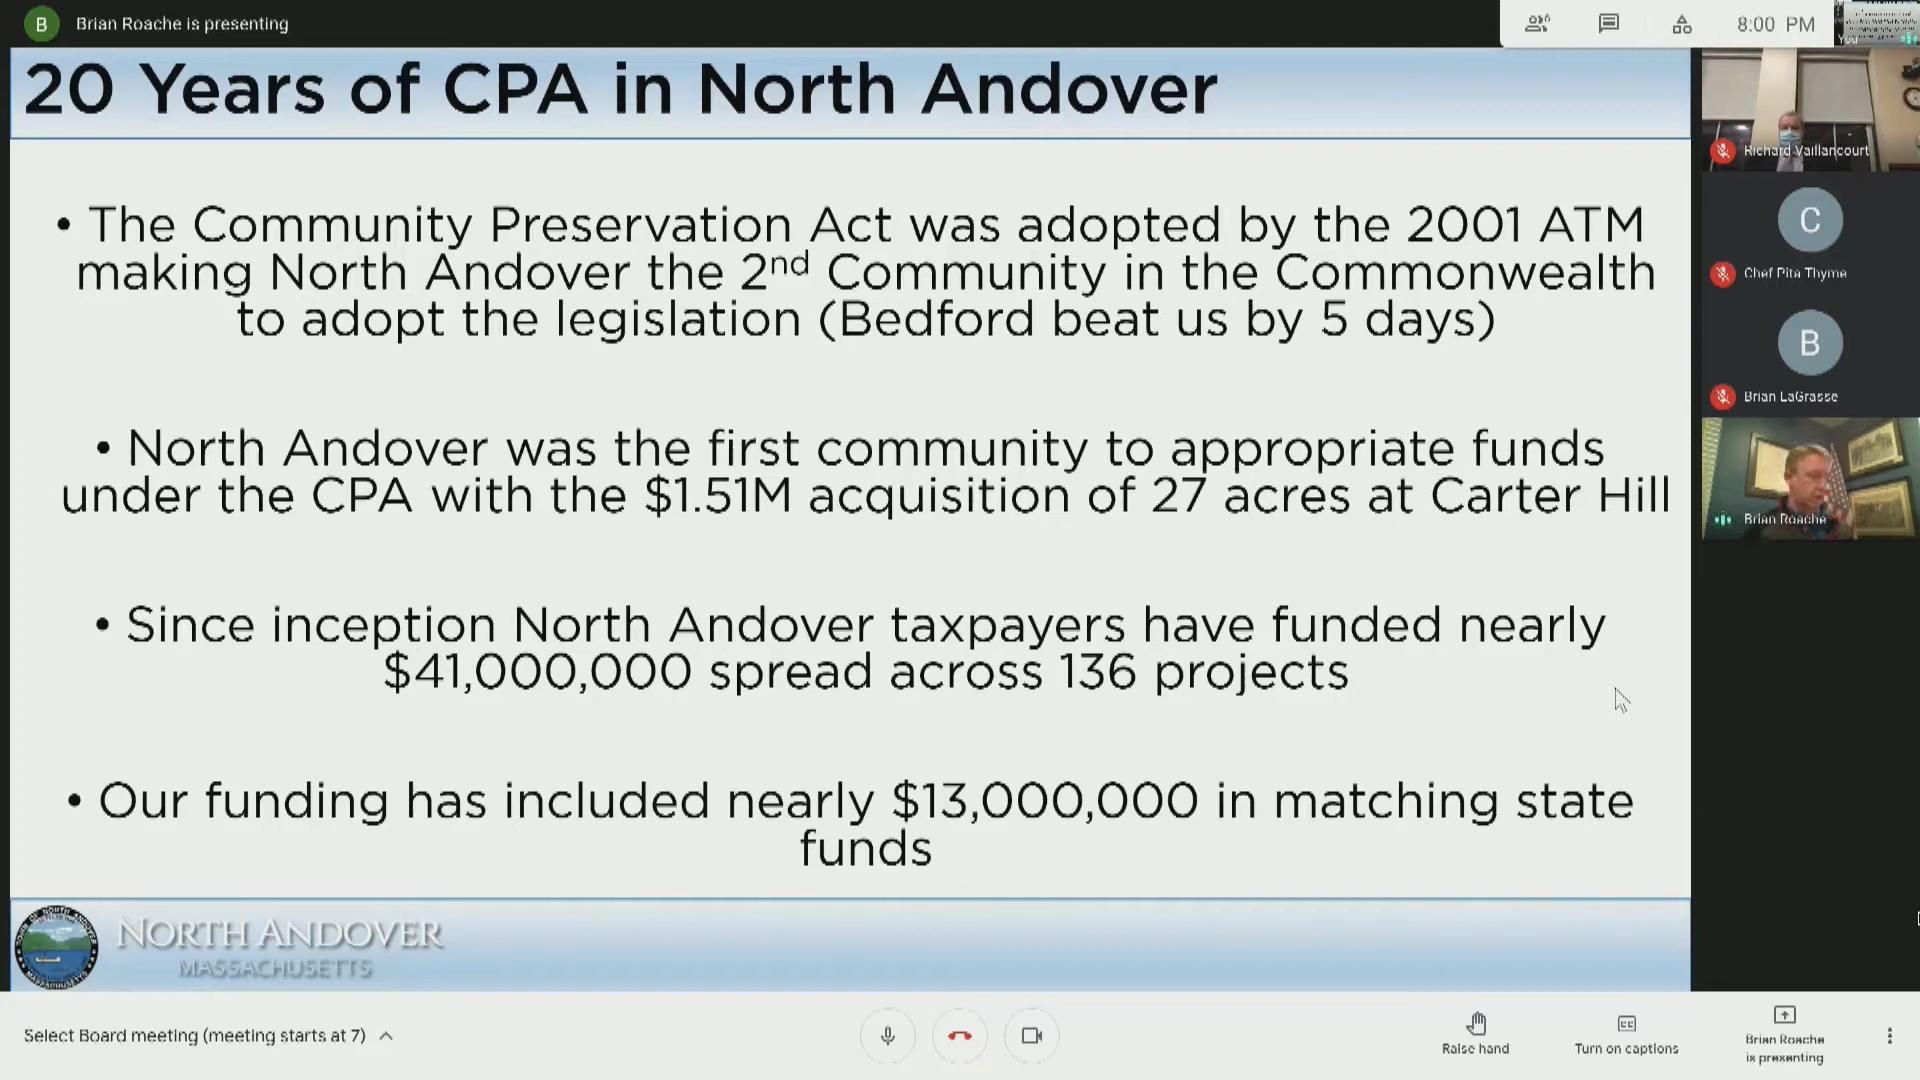 B Brian Roache is presenting
8:00 PM
You
20 Years of CPA in North Andover
• The Community Preservation Act was adopted by the 2001 ATM
making North Andover the 2nd Community in the Commonwealth
to adopt the legislation (Bedford beat us by 5 days)
• North Andover was the first community to appropriate funds
under the CPA with the $1.51M acquisition of 27 acres at Carter Hill
• Since inception North Andover taxpayers have funded nearly
$41,000,000 spread across 136 projects
• Our funding has included nearly $13,000,000 in matching state
funds
NORTH ANDOVER
MASSACHUSETTS
Richard Vaillancourt
C
Chef Pita Thyme
B
Brian LaGrasse
Brian Roache
Select Board meeting (meeting starts at 7)
Raise hand
Turn on captions
Brian Roache
is presenting